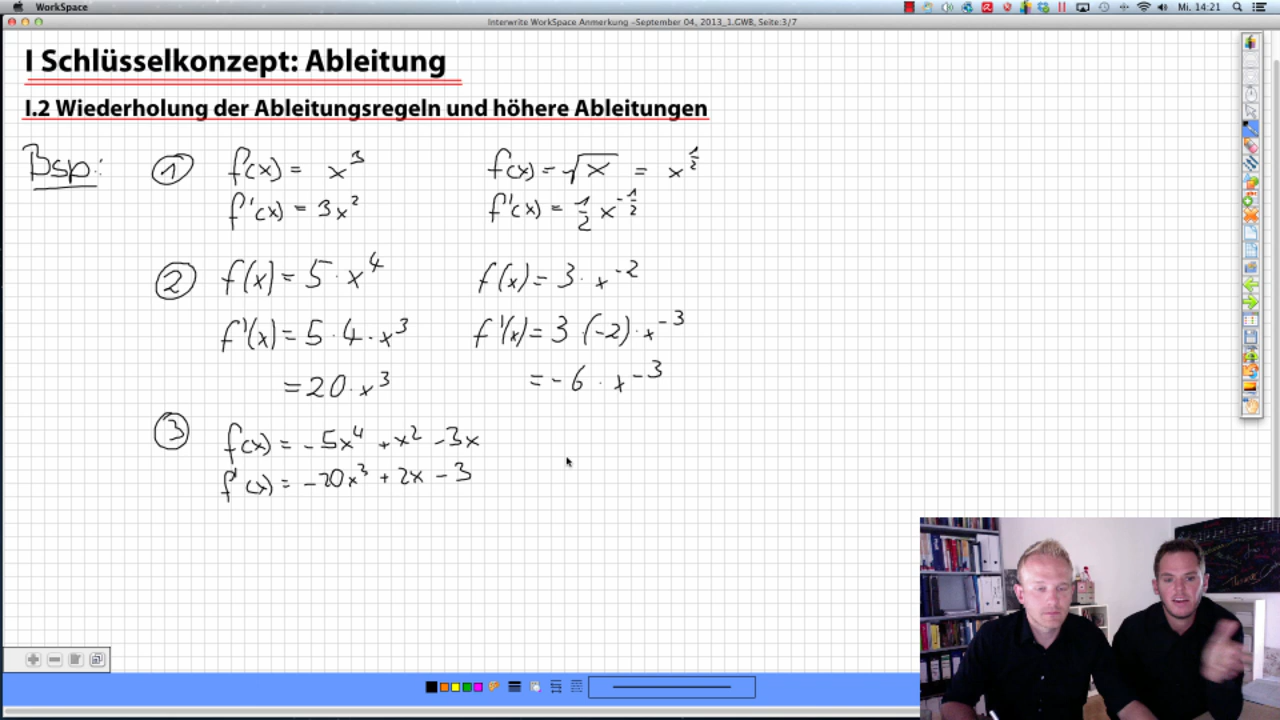 WorkSpace
Mi. 14:21
Interwrite WorkSpace Anmerkung –September 04, 2013_1.GWB, Seite:3/7
I Schlüsselkonzept: Ableitung
I.2 Wiederholung der Ableitungsregeln und höhere Ableitungen
Bsp: ① f(x) = x³ f(x) = √x = x^{1/2}
f'(x) = 3x² f'(x) = 1/2 x^{-1/2}
② f(x) = 5 · x⁴ f(x) = 3 · x⁻²
f'(x) = 5 · 4 · x³ f'(x) = 3 · (-2) · x⁻³
= 20 · x³ = -6 · x⁻³
③ f(x) = -5x⁴ + x² - 3x
f'(x) = -20x³ + 2x - 3